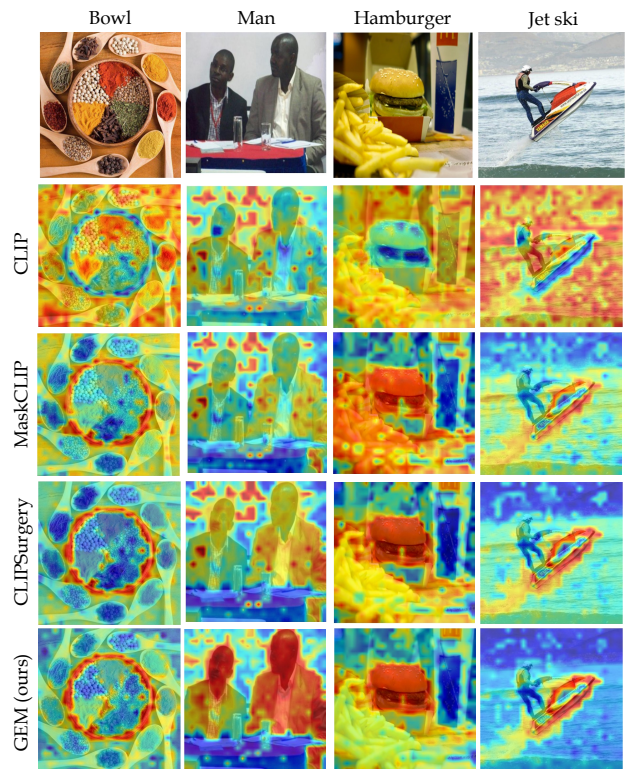 Bowl Man Hamburger Jet ski
CLIP
MaskCLIP
CLIPSurgery
GEM (ours)